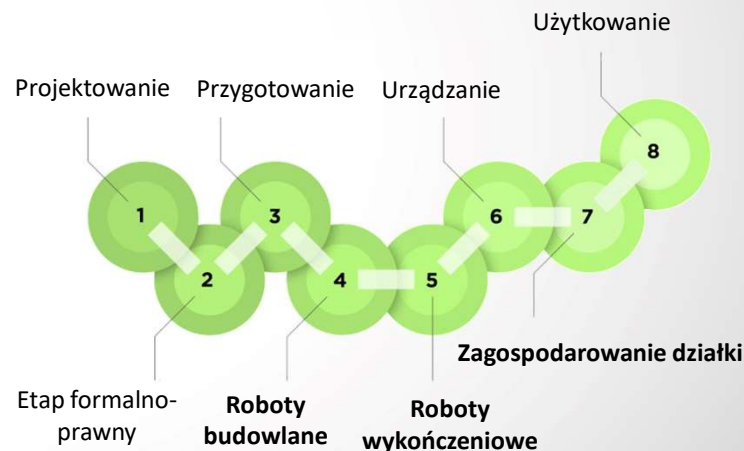 Użytkowanie
Projektowanie
Przygotowanie
Urządzanie
8
1
3
6
7
2
4
5
Zagospodarowanie działki
Etap formalno-
prawny
Roboty
budowlane
Roboty
wykończeniowe